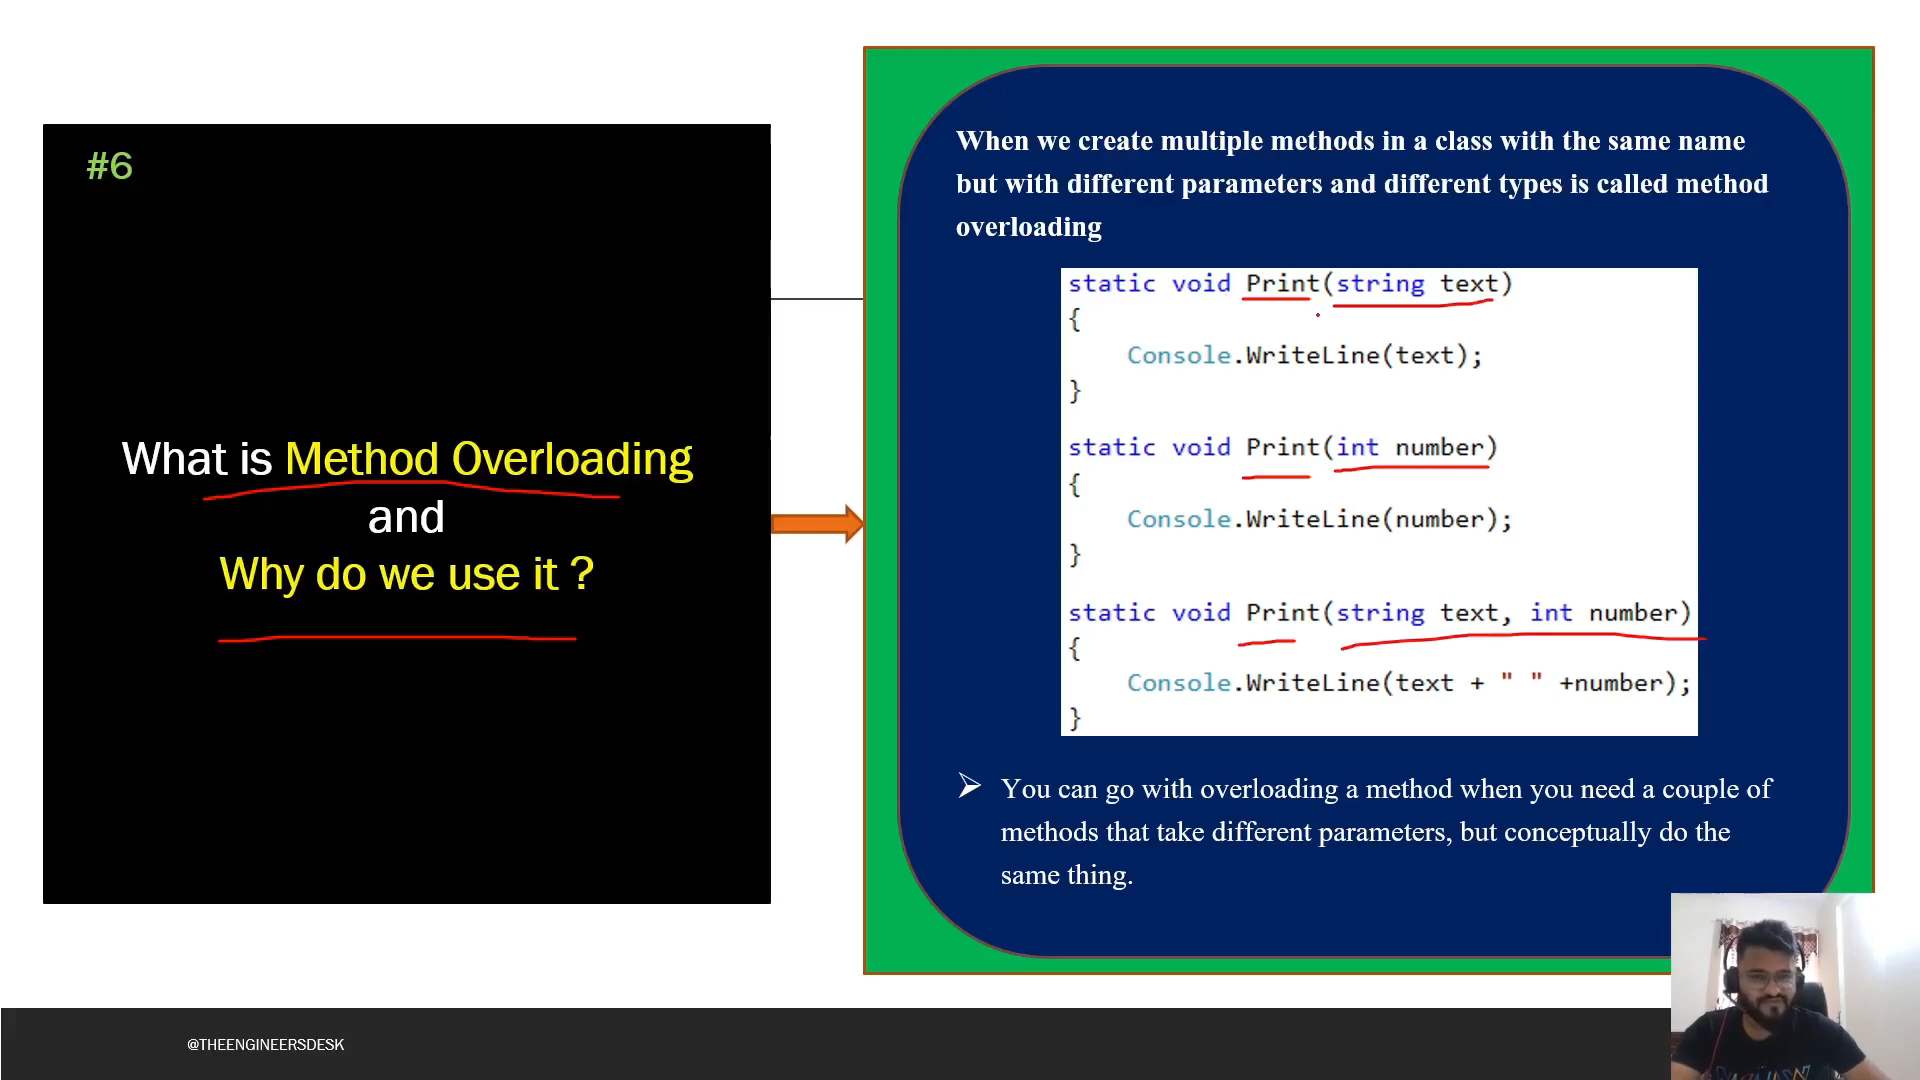 #6
What is Method Overloading
and
Why do we use it ?
When we create multiple methods in a class with the same name
but with different parameters and different types is called method
overloading
static void Print(string text)
{
Console.WriteLine(text);
}
static void Print(int number)
{
Console.WriteLine(number);
}
static void Print(string text, int number)
{
Console.WriteLine(text + " " +number);
}
➢ You can go with overloading a method when you need a couple of
methods that take different parameters, but conceptually do the
same thing.
@THEENGINEERSDESK